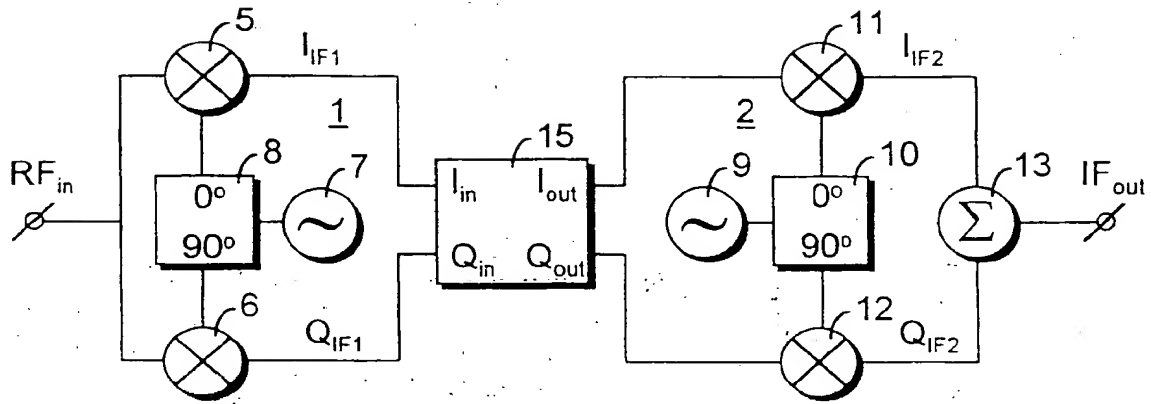 5
I_IF1
11
I_IF2
1
2
15
RF_in
8
7
9
10
13
IF_out
0°
I_in I_out
0°
~
~
Σ
90°
Q_in Q_out
90°
6
Q_IF1
12
Q_IF2